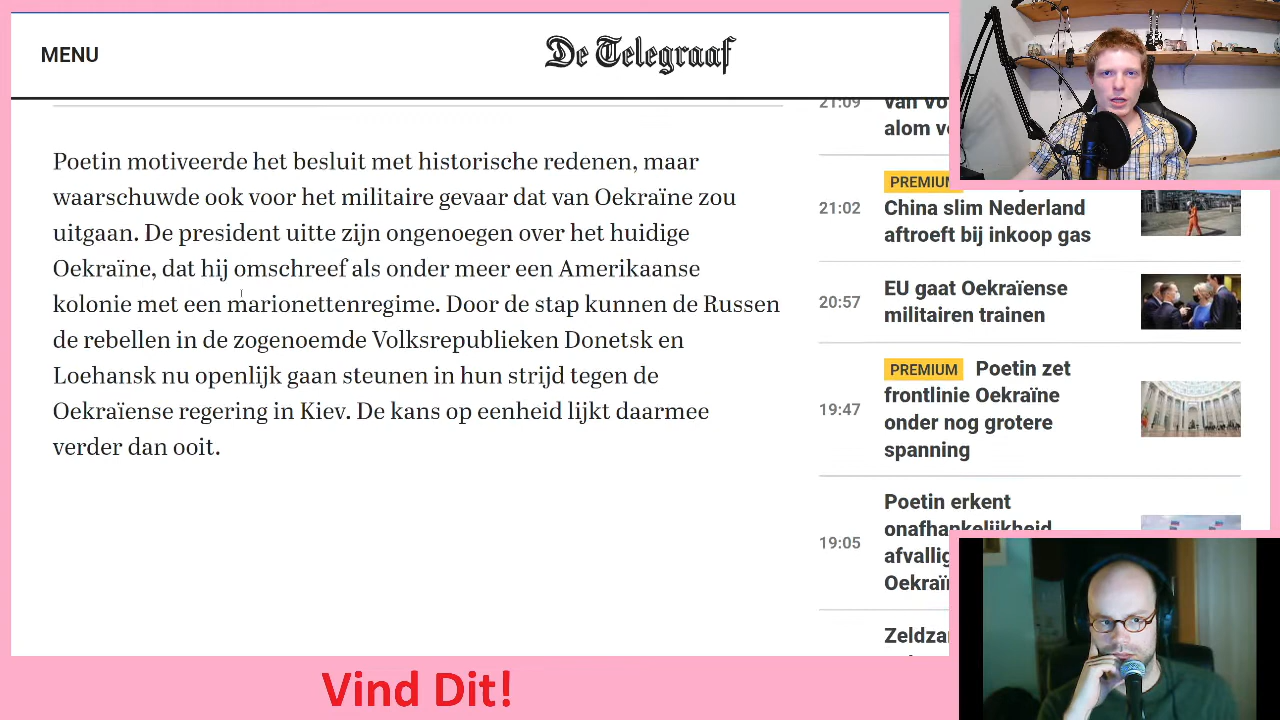 MENU
De Telegraaf
Poetin motiveerde het besluit met historische redenen, maar
waarschuwde ook voor het militaire gevaar dat van Oekraïne zou
uitgaan. De president uitte zijn ongenoegen over het huidige
Oekraïne, dat hij omschreef als onder meer een Amerikaanse
kolonie met een marionettenregime. Door de stap kunnen de Russen
de rebellen in de zogenoemde Volksrepublieken Donetsk en
Loehansk nu openlijk gaan steunen in hun strijd tegen de
Oekraïense regering in Kiev. De kans op eenheid lijkt daarmee
verder dan ooit.
21:09
van
alom
PREMIUM
21:02
China slim Nederland
aftroeft bij inkoop gas
20:57
EU gaat Oekraïense
militairen trainen
PREMIUM Poetin zet
19:47
frontlinie Oekraïne
onder nog grotere
spanning
Poetin erkent
onafhankelijkheid
19:05
Vind Dit!